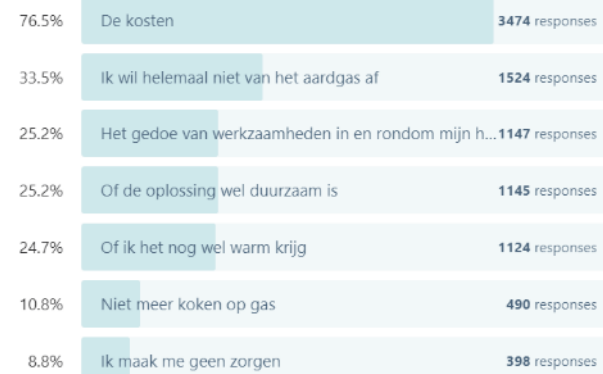 76.5% De kosten 3474 responses
33.5% Ik wil helemaal niet van het aardgas af 1524 responses
25.2% Het gedoe van werkzaamheden in en rondom mijn h... 1147 responses
25.2% Of de oplossing wel duurzaam is 1145 responses
24.7% Of ik het nog wel warm krijg 1124 responses
10.8% Niet meer koken op gas 490 responses
8.8% Ik maak me geen zorgen 398 responses